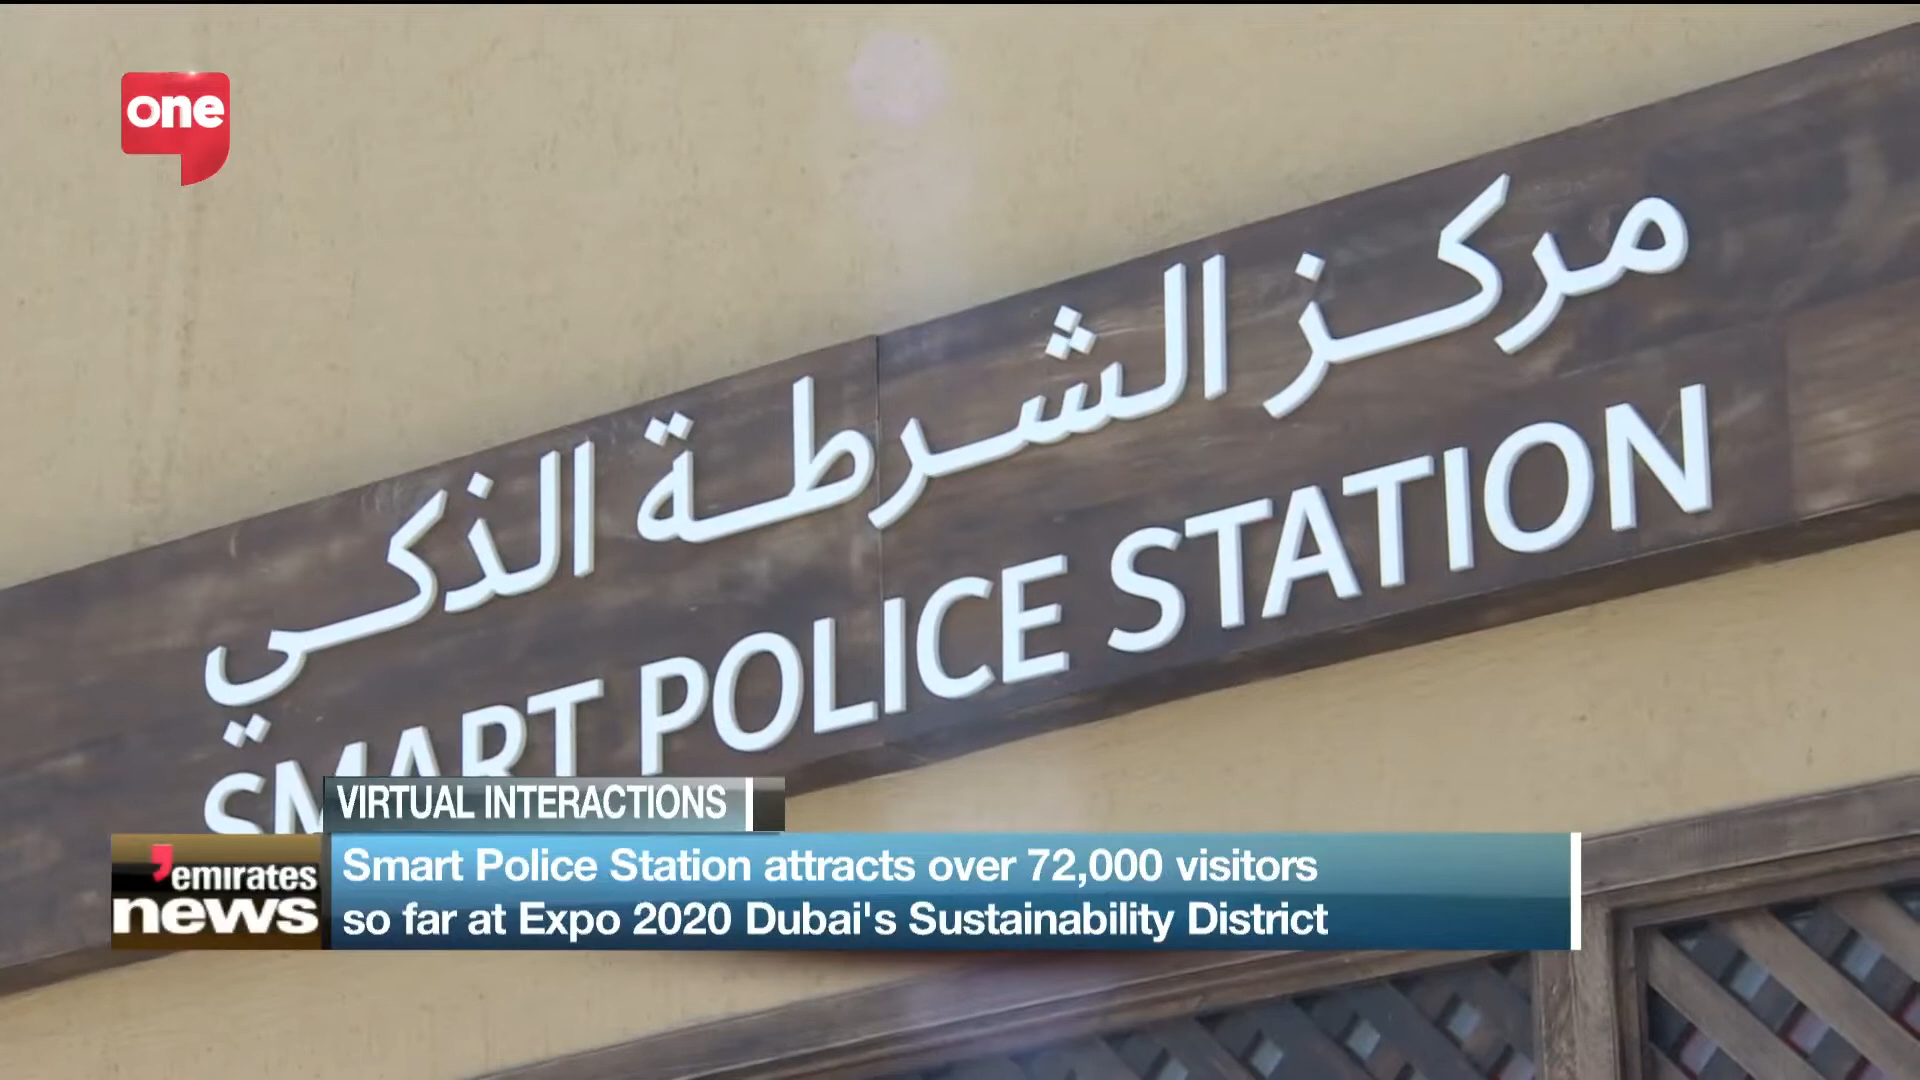 one
مركز الشرطة الذكي
SMART POLICE STATION
VIRTUAL INTERACTIONS
emirates
news
Smart Police Station attracts over 72,000 visitors
so far at Expo 2020 Dubai's Sustainability District